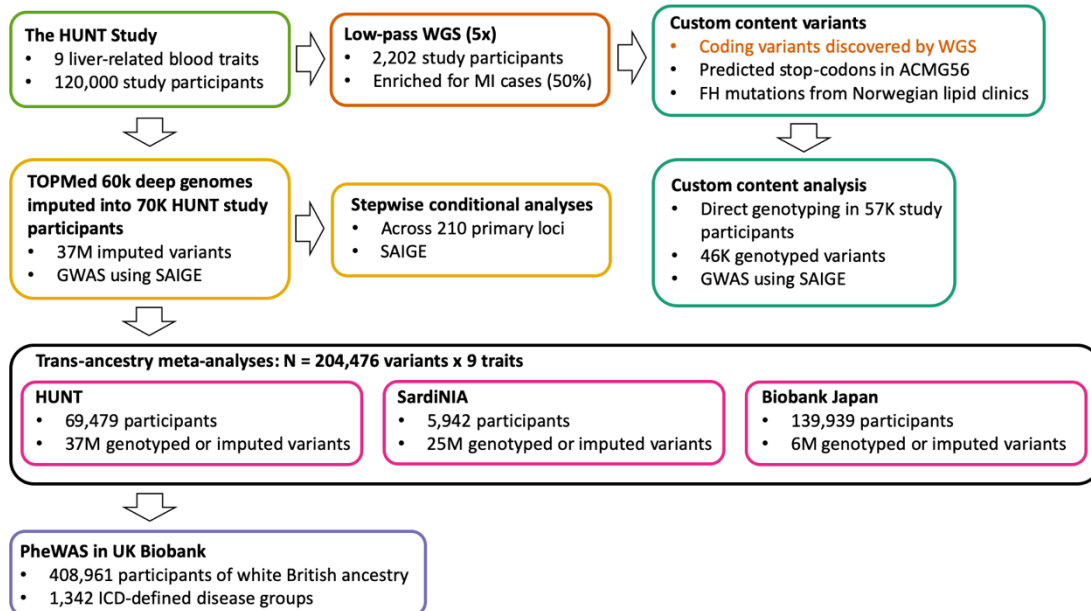 The HUNT Study
• 9 liver-related blood traits
• 120,000 study participants
Low-pass WGS (5x)
• 2,202 study participants
• Enriched for MI cases (50%)
Custom content variants
• Coding variants discovered by WGS
• Predicted stop-codons in ACMG56
• FH mutations from Norwegian lipid clinics
TOPMed 60k deep genomes
imputed into 70K HUNT study
participants
• 37M imputed variants
• GWAS using SAIGE
Stepwise conditional analyses
• Across 210 primary loci
• SAIGE
Custom content analysis
• Direct genotyping in 57K study
participants
• 46K genotyped variants
• GWAS using SAIGE
Trans-ancestry meta-analyses: N = 204,476 variants x 9 traits
HUNT
• 69,479 participants
• 37M genotyped or imputed variants
SardiNIA
• 5,942 participants
• 25M genotyped or imputed variants
Biobank Japan
• 139,939 participants
• 6M genotyped or imputed variants
PheWAS in UK Biobank
• 408,961 participants of white British ancestry
• 1,342 ICD-defined disease groups